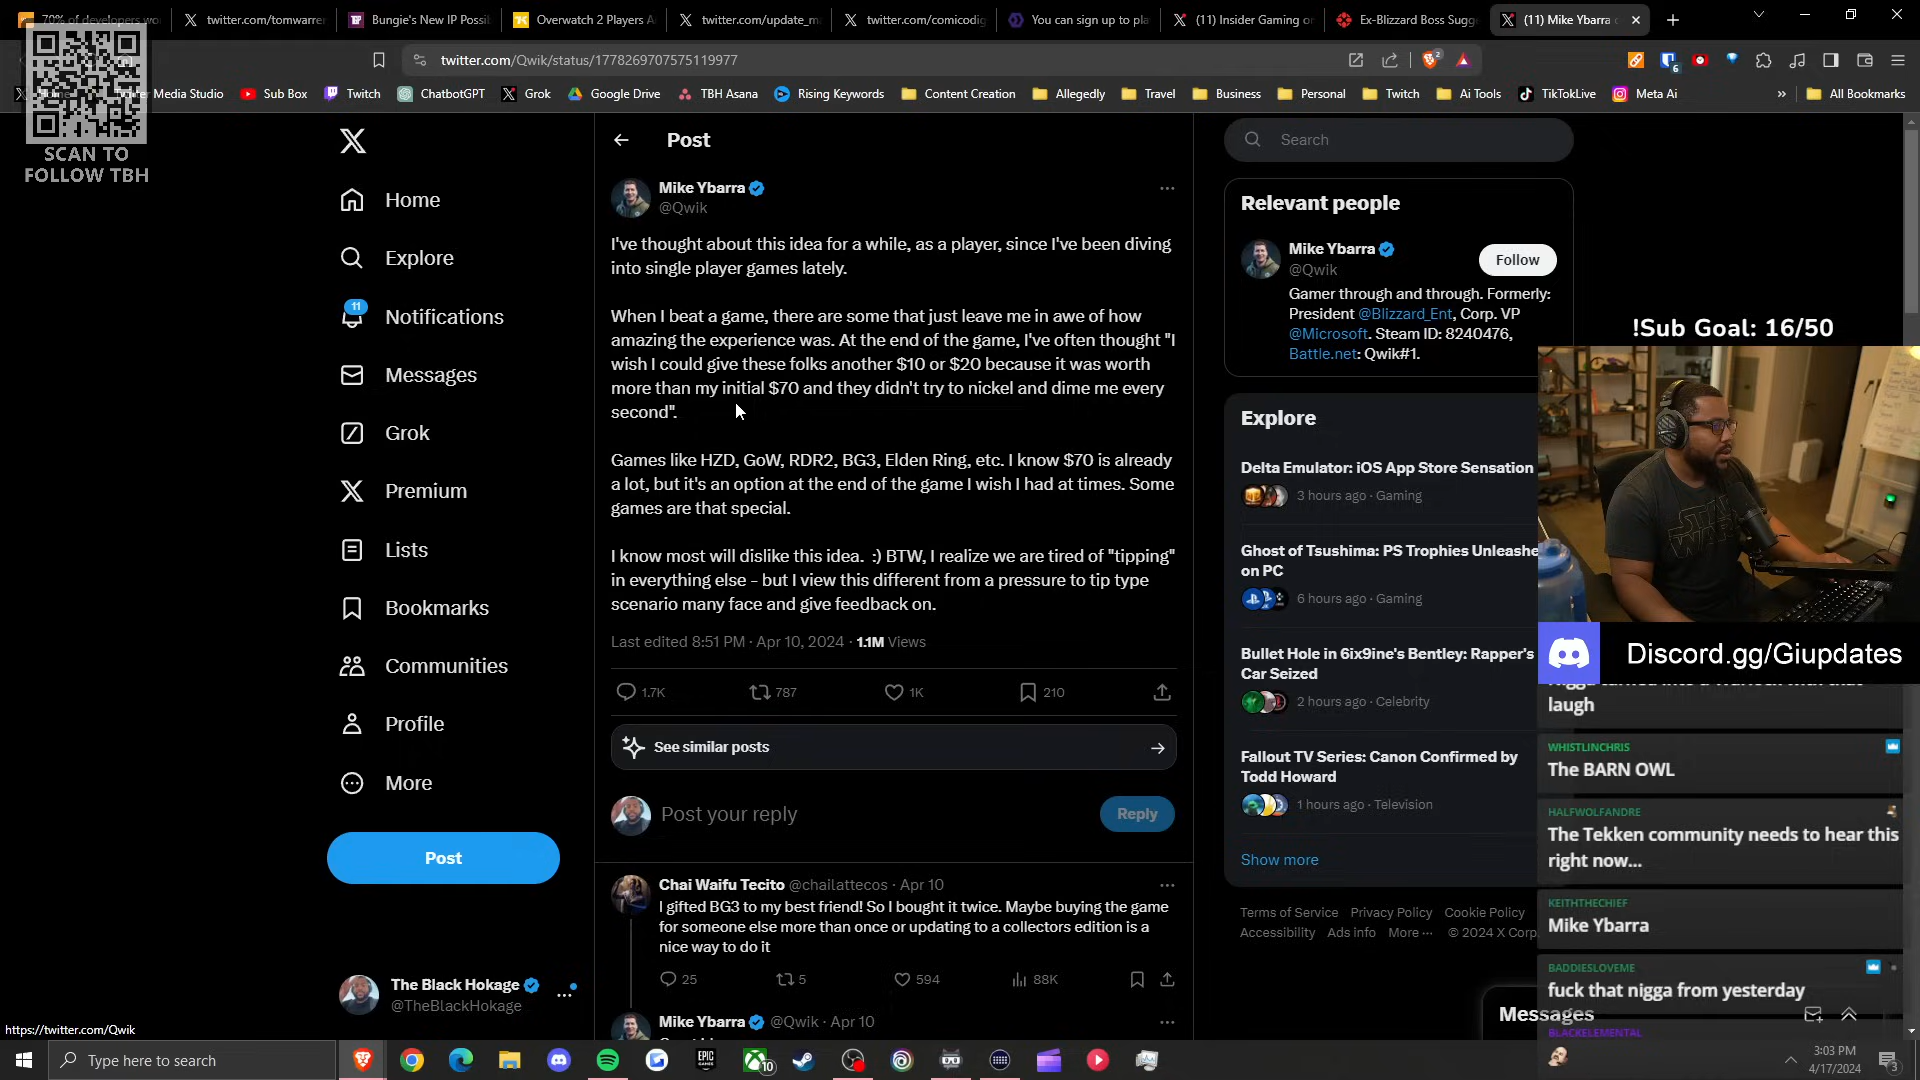 70% of developers wo
twitter.com/tomwarren
Bungie's New IP Possib
Overwatch 2 Players A
twitter.com/update_m
twitter.com/comicodig
You can sign up to pla
(11) Insider Gaming on
Ex-Blizzard Boss Sugg
(11) Mike Ybarra
twitter.com/Qwik/status/1778269707575119977
Media Studio
Sub Box
Twitch
ChatbotGPT
Grok
Google Drive
TBH Asana
Rising Keywords
Content Creation
Allegedly
Travel
Business
Personal
Twitch
Ai Tools
TikTokLive
Meta Ai
All Bookmarks
SCAN TO
FOLLOW TBH
Home
Explore
11
Notifications
Messages
Grok
Premium
Lists
Bookmarks
Communities
Profile
More
Post
The Black Hokage
@TheBlackHokage
https://twitter.com/Qwik
Post
Mike Ybarra
@Qwik
I've thought about this idea for a while, as a player, since I've been diving
into single player games lately.
When I beat a game, there are some that just leave me in awe of how
amazing the experience was. At the end of the game, I've often thought "I
wish I could give these folks another $10 or $20 because it was worth
more than my initial $70 and they didn't try to nickel and dime me every
second".
Games like HZD, GoW, RDR2, BG3, Elden Ring, etc. I know $70 is already
a lot, but it's an option at the end of the game I wish I had at times. Some
games are that special.
I know most will dislike this idea.  :) BTW, I realize we are tired of "tipping"
in everything else - but I view this different from a pressure to tip type
scenario many face and give feedback on.
Last edited 8:51 PM · Apr 10, 2024 · 1.1M Views
1.7K 787 1K 210
See similar posts
Post your reply
Reply
Chai Waifu Tecito @chailattecos · Apr 10
I gifted BG3 to my best friend! So I bought it twice. Maybe buying the game
for someone else more than once or updating to a collectors edition is a
nice way to do it
25 5 594 88K
Mike Ybarra @Qwik · Apr 10
Search
Relevant people
Mike Ybarra
@Qwik
Follow
Gamer through and through. Formerly:
President @Blizzard_Ent, Corp. VP
@Microsoft. Steam ID: 8240476,
Battle.net: Qwik#1.
Explore
Delta Emulator: iOS App Store Sensation
3 hours ago · Gaming
Ghost of Tsushima: PS Trophies Unleashe
on PC
6 hours ago · Gaming
Bullet Hole in 6ix9ine's Bentley: Rapper's
Car Seized
2 hours ago · Celebrity
Fallout TV Series: Canon Confirmed by
Todd Howard
1 hours ago · Television
Show more
Terms of Service Privacy Policy Cookie Policy
Accessibility Ads info More ··· © 2024 X Corp
!Sub Goal: 16/50
STAR WARS
Discord.gg/Giupdates
laugh
WHISTLINCHRIS
The BARN OWL
HALFWOLFANDRE
The Tekken community needs to hear this
right now...
KEITHTHECHIEF
Mike Ybarra
BADDIESLOVEME
fuck that nigga from yesterday
Messages
BLACKELEMENTAL
Type here to search
EPIC GAMES
10
3:03 PM
4/17/2024
3